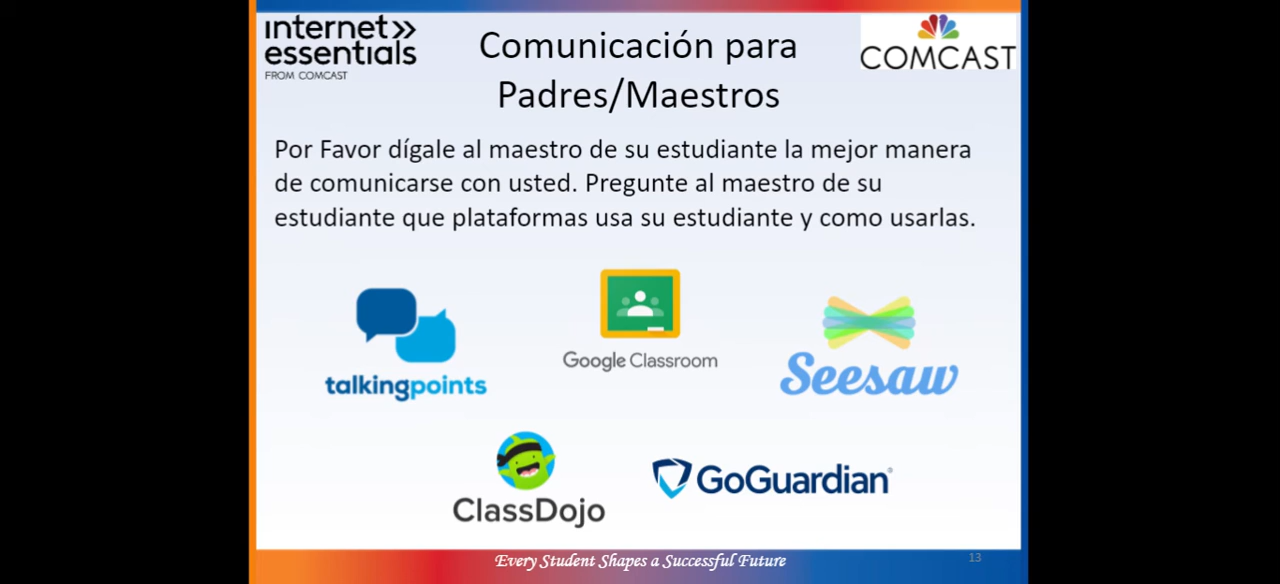 internet»
essentials
FROM COMCAST
Comunicación para
Padres/Maestros
COMCAST
Por Favor dígale al maestro de su estudiante la mejor manera
de comunicarse con usted. Pregunte al maestro de su
estudiante que plataformas usa su estudiante y como usarlas.
talkingpoints
Google Classroom
Seesaw
ClassDojo
GoGuardian®
Every Student Shapes a Successful Future
13